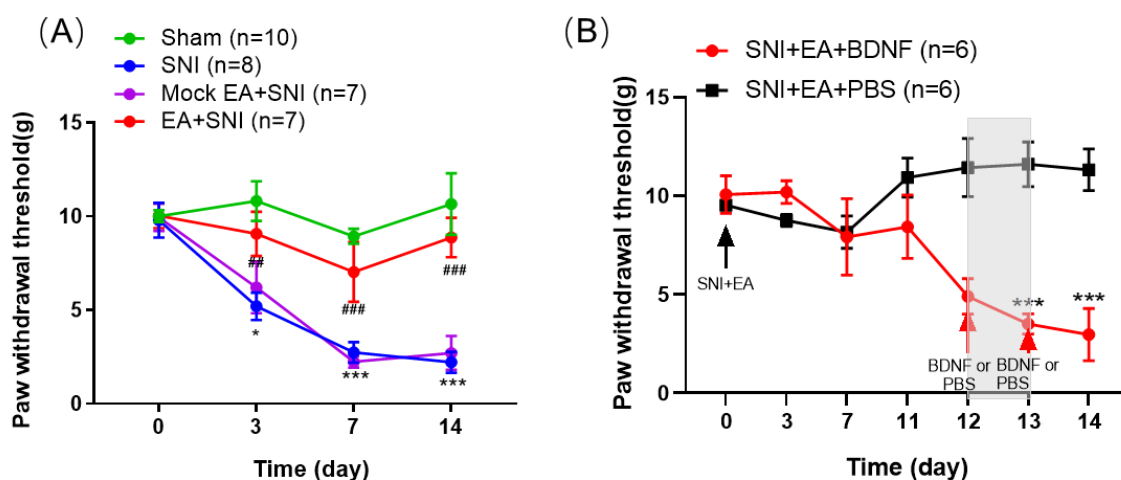 (A)
Sham (n=10)
SNI (n=8)
Mock EA+SNI (n=7)
EA+SNI (n=7)
Paw withdrawal threshold(g)
15
10
5
0
##
*
###
***
###
***
0 3 7 14
Time (day)
(B)
SNI+EA+BDNF (n=6)
SNI+EA+PBS (n=6)
Paw withdrawal threshold(g)
15
10
5
0
SNI+EA
***
***
BDNF or
PBS
BDNF or
PBS
0 3 7 11 12 13 14
Time (day)